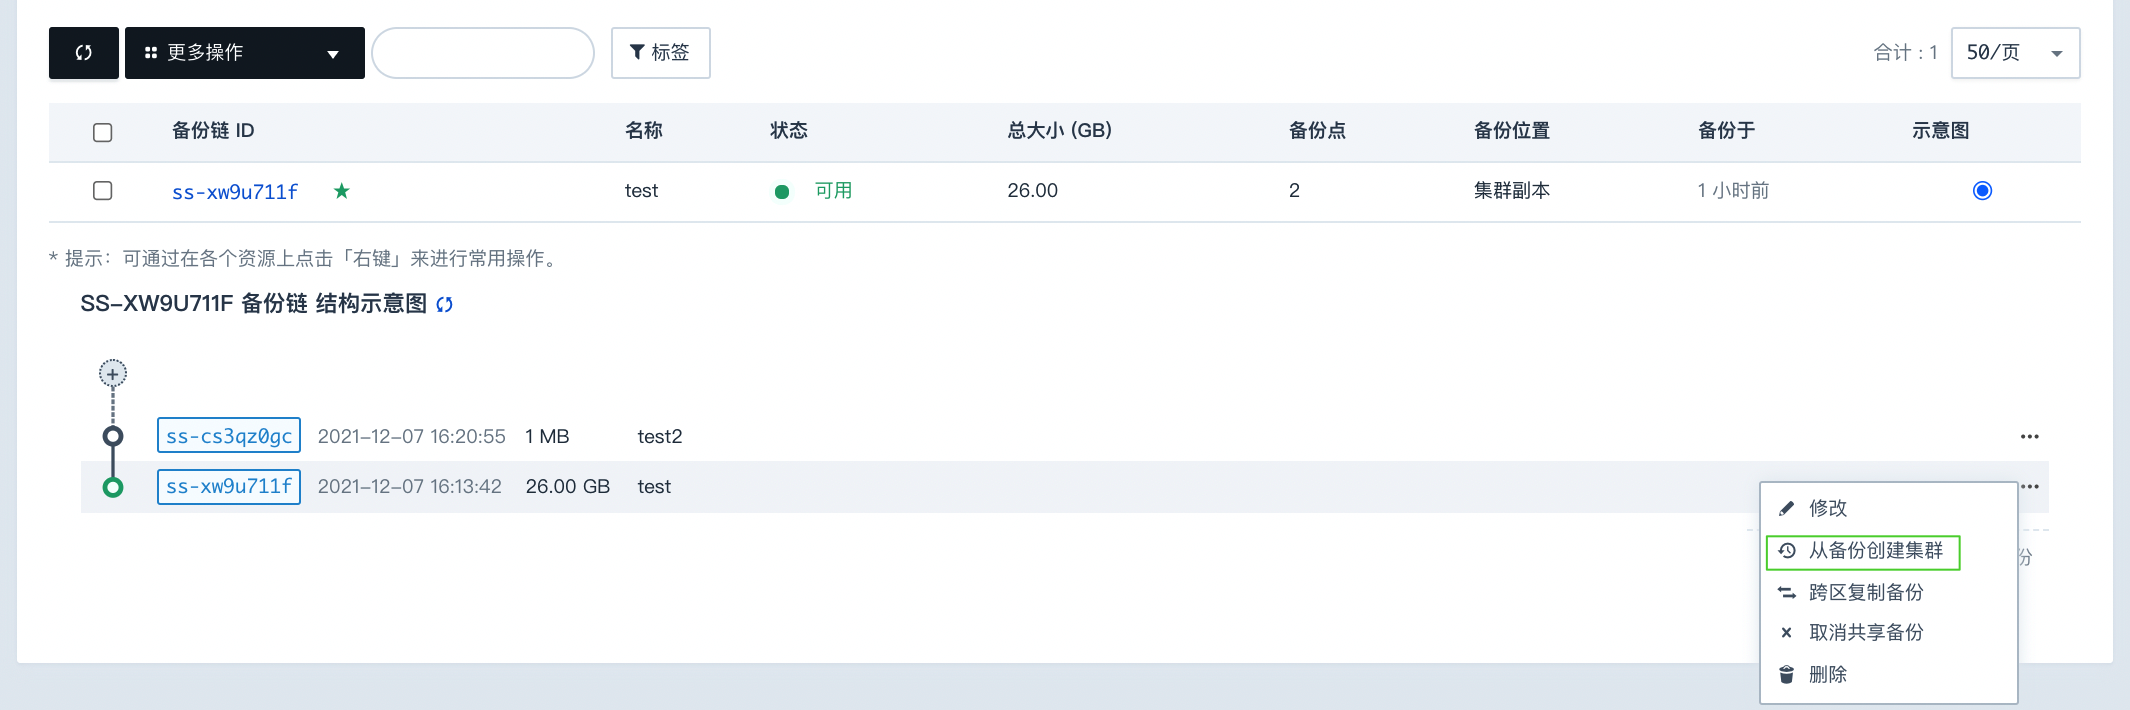 更多操作 标签 合计 : 1 50/页
备份链 ID 名称 状态 总大小 (GB) 备份点 备份位置 备份于 示意图
ss-xw9u711f test 可用 26.00 2 集群副本 1 小时前
* 提示：可通过在各个资源上点击「右键」来进行常用操作。
SS-XW9U711F 备份链 结构示意图
ss-cs3qz0gc 2021-12-07 16:20:55 1 MB test2
ss-xw9u711f 2021-12-07 16:13:42 26.00 GB test
修改
从备份创建集群
份
跨区复制备份
取消共享备份
删除